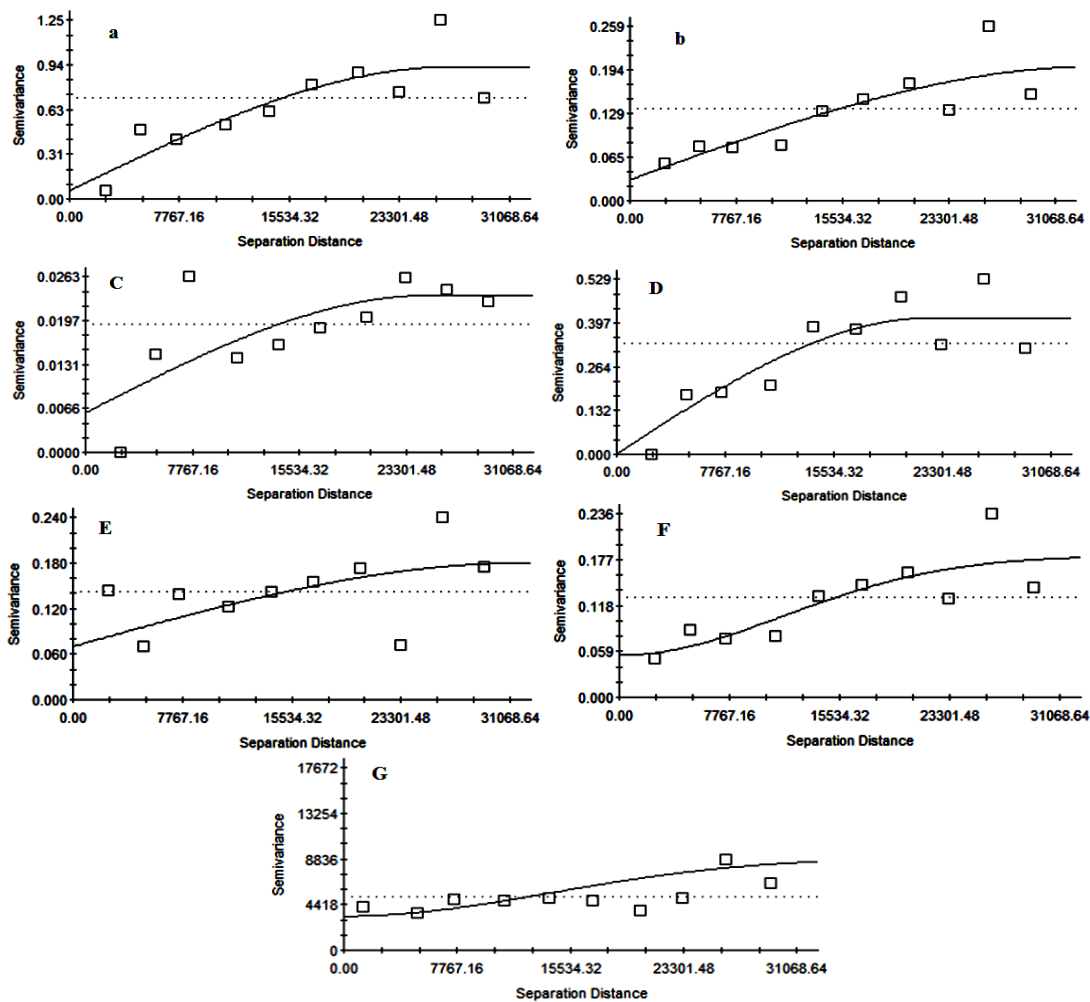 a
1.25
0.94
0.63
0.31
0.00
Semivariance
0.00 7767.16 15534.32 23301.48 31068.64
Separation Distance
b
0.259
0.194
0.129
0.065
0.000
Semivariance
0.00 7767.16 15534.32 23301.48 31068.64
Separation Distance
C
0.0263
0.0197
0.0131
0.0066
0.0000
Semivariance
0.00 7767.16 15534.32 23301.48 31068.64
Separation Distance
D
0.529
0.397
0.264
0.132
0.000
Semivariance
0.00 7767.16 15534.32 23301.48 31068.64
Separation Distance
E
0.240
0.180
0.120
0.060
0.000
Semivariance
0.00 7767.16 15534.32 23301.48 31068.64
Separation Distance
F
0.236
0.177
0.118
0.059
0.000
Semivariance
0.00 7767.16 15534.32 23301.48 31068.64
Separation Distance
G
17672
13254
8836
4418
0
Semivariance
0.00 7767.16 15534.32 23301.48 31068.64
Separation Distance